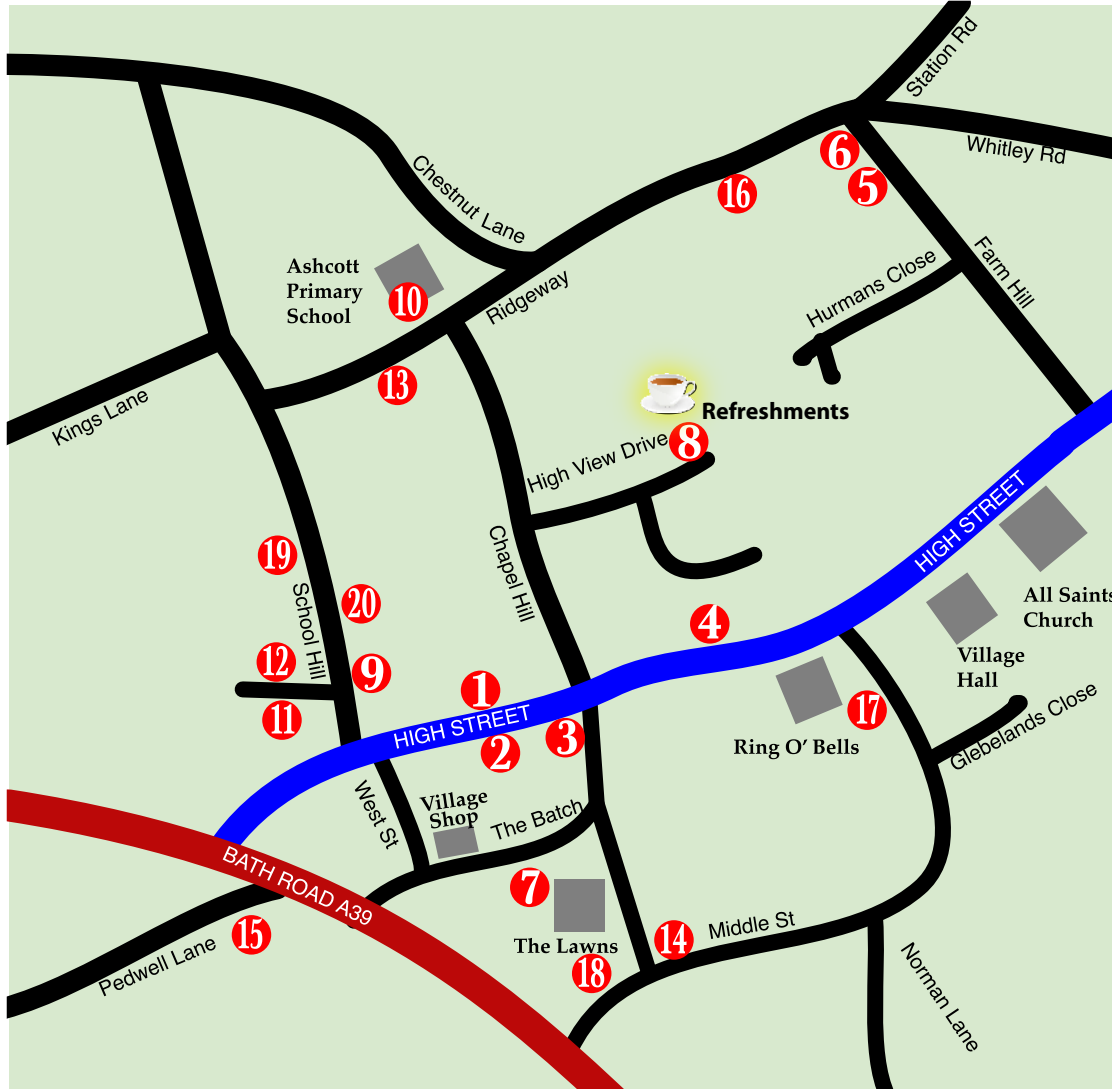 Station Rd
Whitley Rd
6
5
16
Chestnut Lane
Ashcott
Primary
School
10
Ridgeway
Hurmans Close
Farm Hill
13
Kings Lane
Refreshments
8
High View Drive
HIGH STREET
Chapel Hill
19
School Hill
20
12
9
11
4
1
HIGH STREET
2
3
All Saints
Church
Village
Hall
17
Ring O’ Bells
Glebelands Close
West St
Village
Shop
The Batch
BATH ROAD A39
7
The Lawns
18
14
Middle St
15
Pedwell Lane
Norman Lane